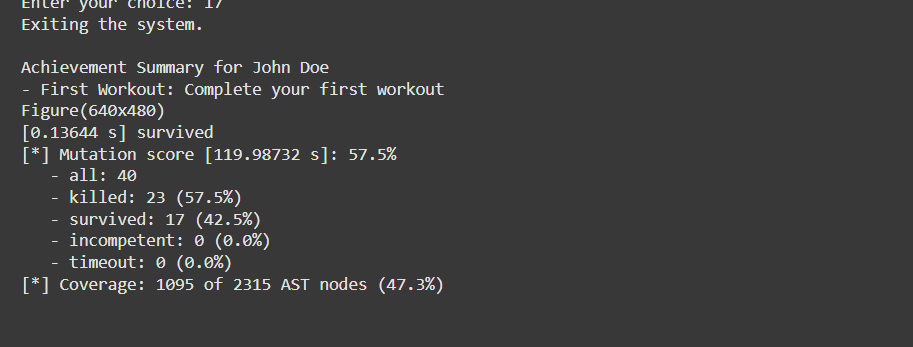 Enter your choice: 17
Exiting the system.
Achievement Summary for John Doe
- First Workout: Complete your first workout
Figure(640x480)
[0.13644 s] survived
[*] Mutation score [119.98732 s]: 57.5%
- all: 40
- killed: 23 (57.5%)
- survived: 17 (42.5%)
- incompetent: 0 (0.0%)
- timeout: 0 (0.0%)
[*] Coverage: 1095 of 2315 AST nodes (47.3%)